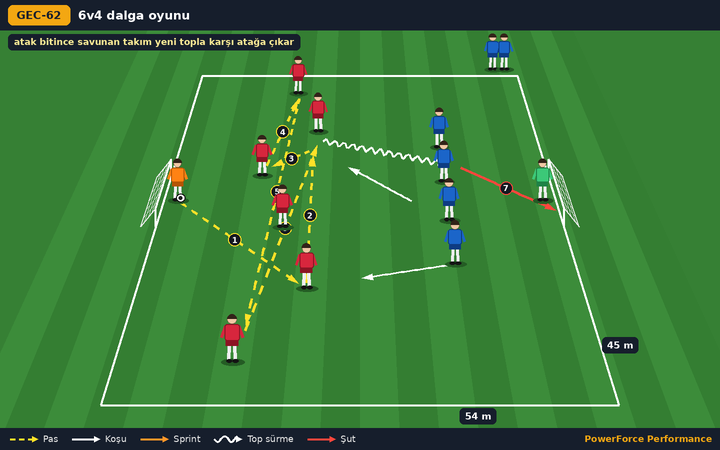 GEC-62 6v4 dalga oyunu
atak bitince savunan takım yeni topla karşı atağa çıkar
4
3
5
2
1
7
45 m
54 m
Pas Koşu Sprint Top sürme Şut PowerForce Performance